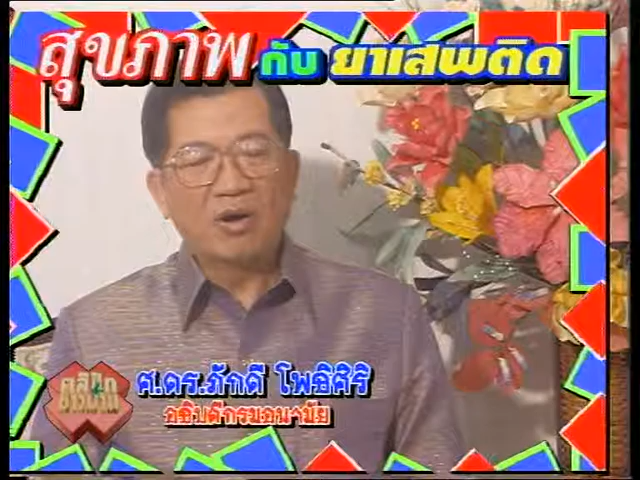 สุขภาพ กับ ยาเสพติด
ศ.ดร.ภักดี โพธิศิริ
อธิบดีกรมอนามัย